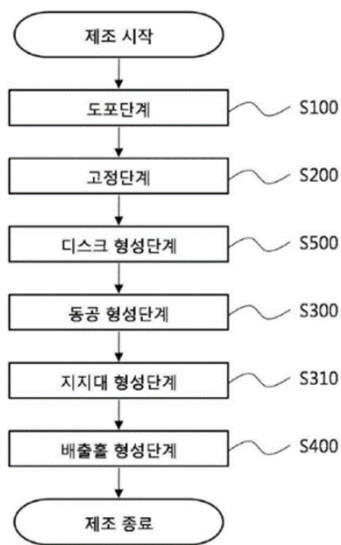 제조 시작
도포단계 S100
고정단계 S200
디스크 형성단계 S500
동공 형성단계 S300
지지대 형성단계 S310
배출홀 형성단계 S400
제조 종료